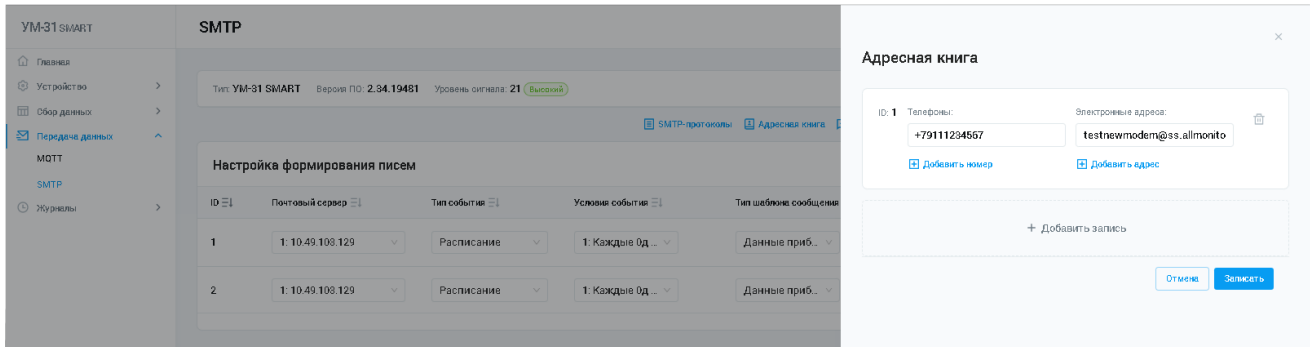 УМ-31 SMART
SMTP
Главная
Устройство
Сбор данных
Передача данных
MQTT
SMTP
Журналы
Тип: УМ-31 SMART Версия ПО: 2.34.19481 Уровень сигнала: 21 Высокий
SMTP-протоколы Адресная книга
Настройка формирования писем
ID Почтовый сервер Тип события Условия события Тип шаблона сообщения
1 1: 10.49.103.129 Расписание 1: Каждые 0д ... Данные приб...
2 1: 10.49.103.129 Расписание 1: Каждые 0д ... Данные приб...
Адресная книга
ID: 1 Телефоны: Электронные адреса:
+79111234567 testnewmodem@ss.allmonito
Добавить номер Добавить адрес
+ Добавить запись
Отмена Записать